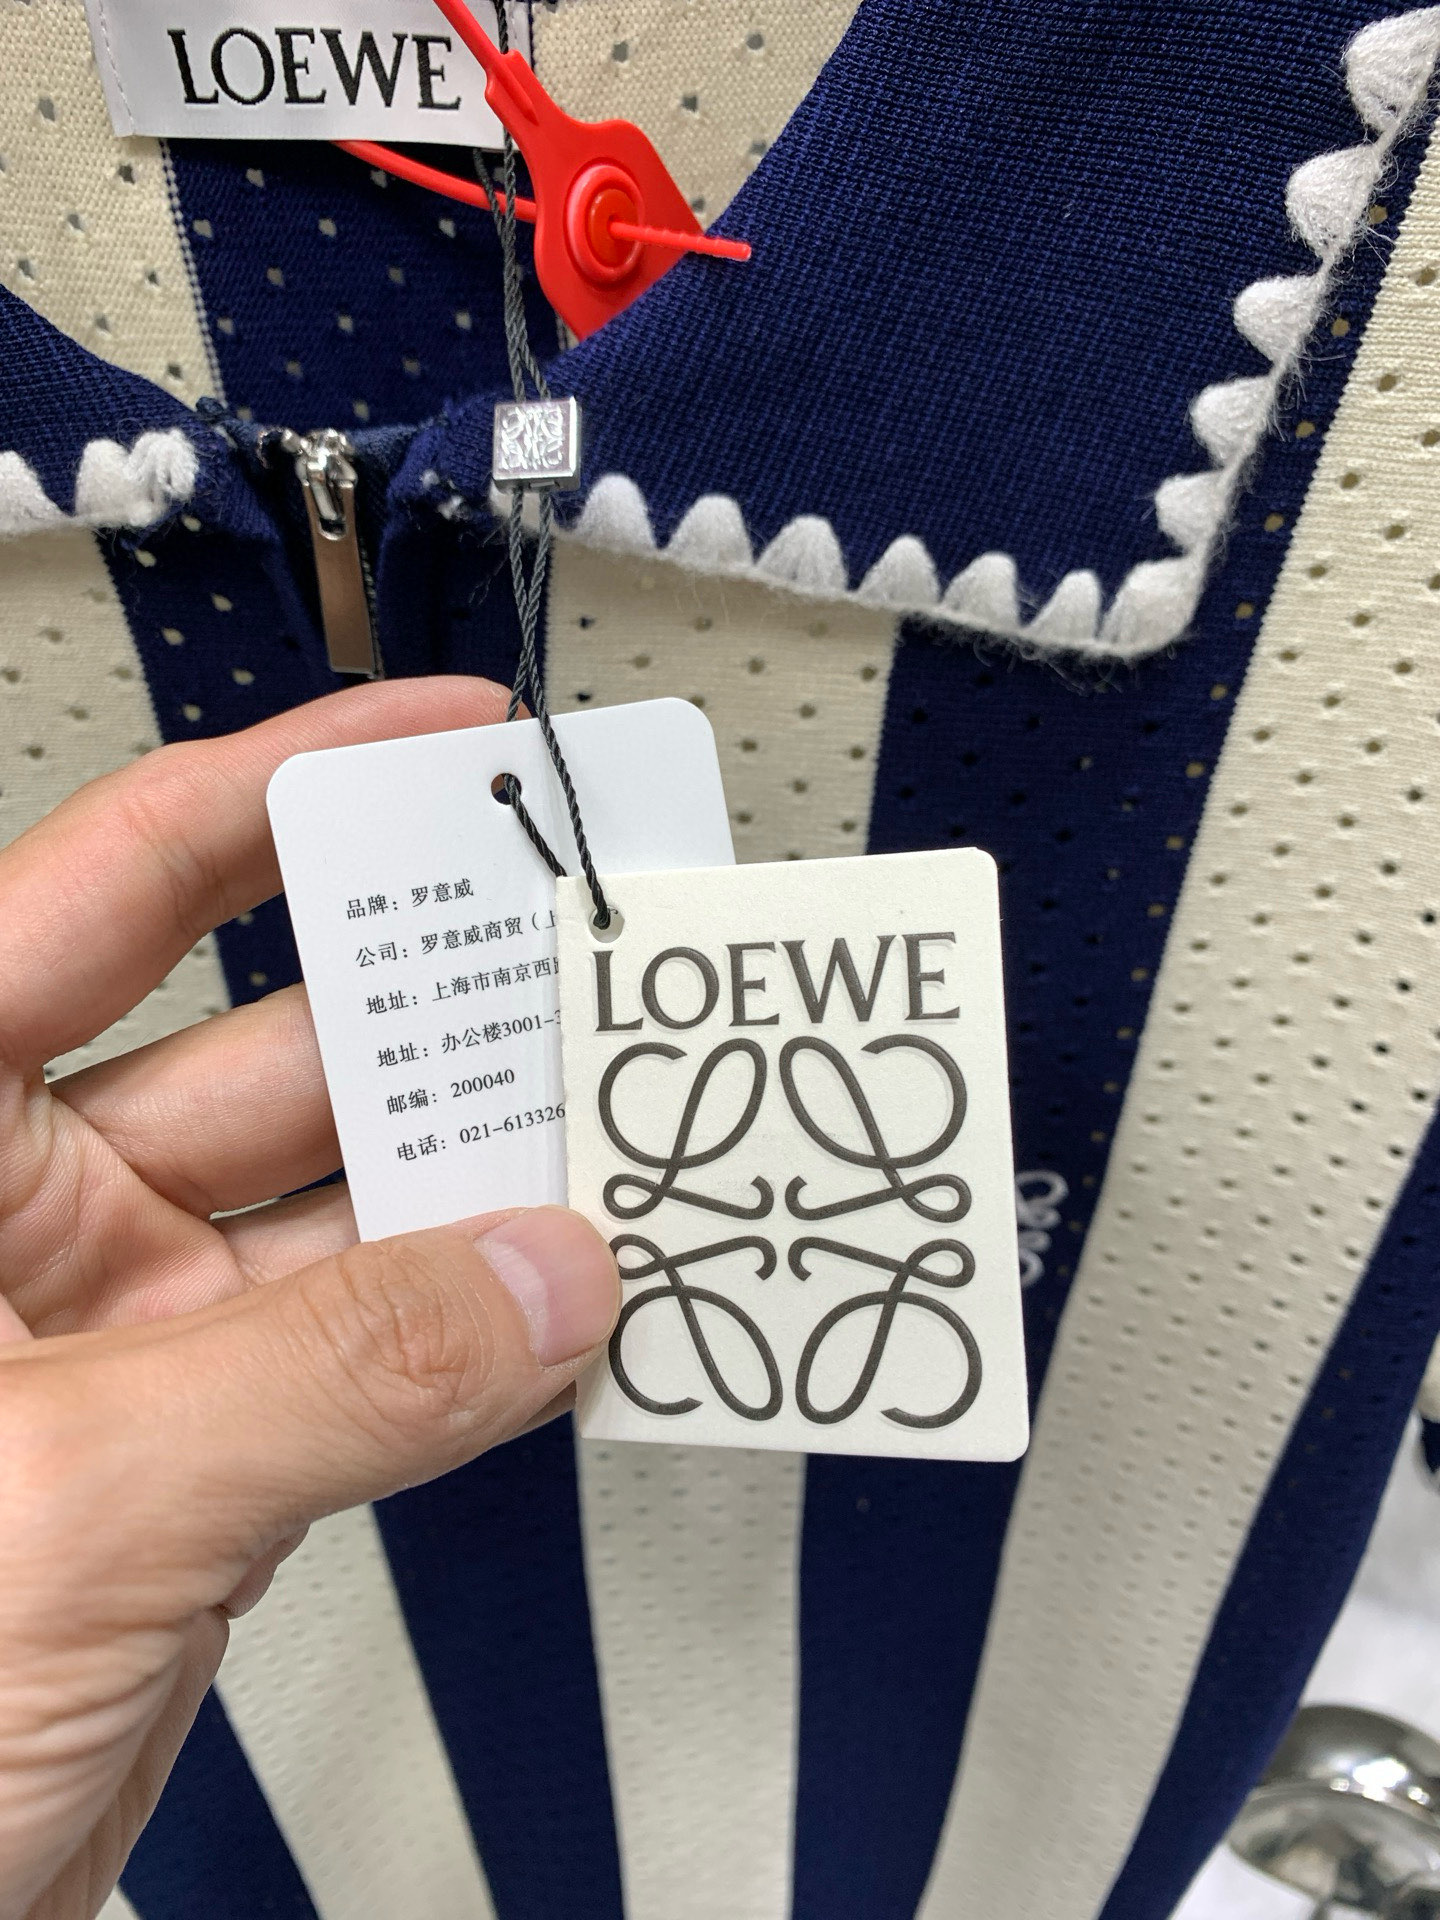 LOEWE
品牌：罗意威
公司：罗意威商贸（上
地址：上海市南京西
地址：办公楼3001-
邮编：200040
电话：021-613326
LOEWE